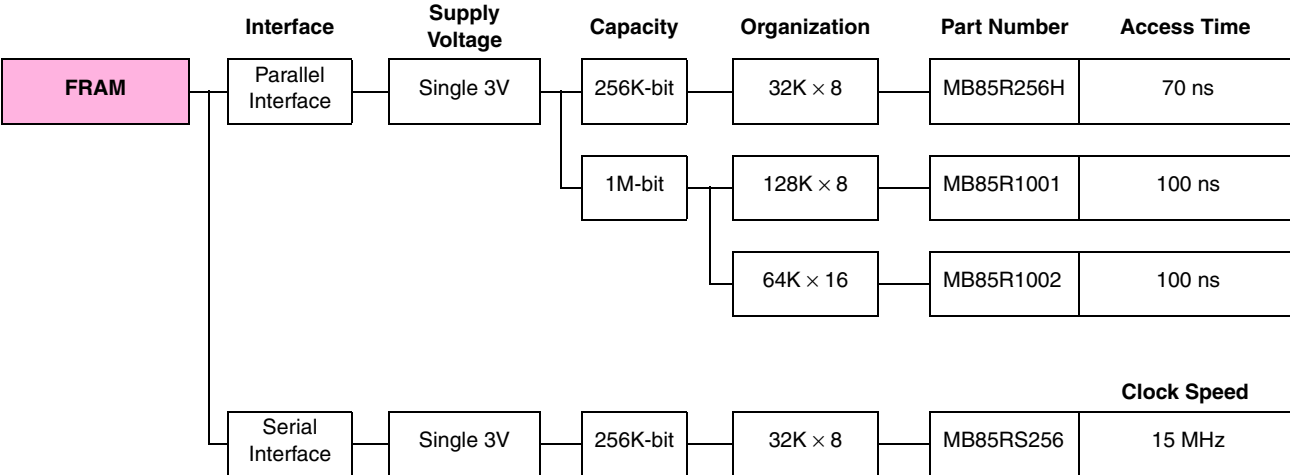 Interface Supply Voltage Capacity Organization Part Number Access Time
FRAM Parallel Interface Single 3V 256K-bit 32K × 8 MB85R256H 70 ns
1M-bit 128K × 8 MB85R1001 100 ns
64K × 16 MB85R1002 100 ns
Clock Speed
Serial Interface Single 3V 256K-bit 32K × 8 MB85RS256 15 MHz